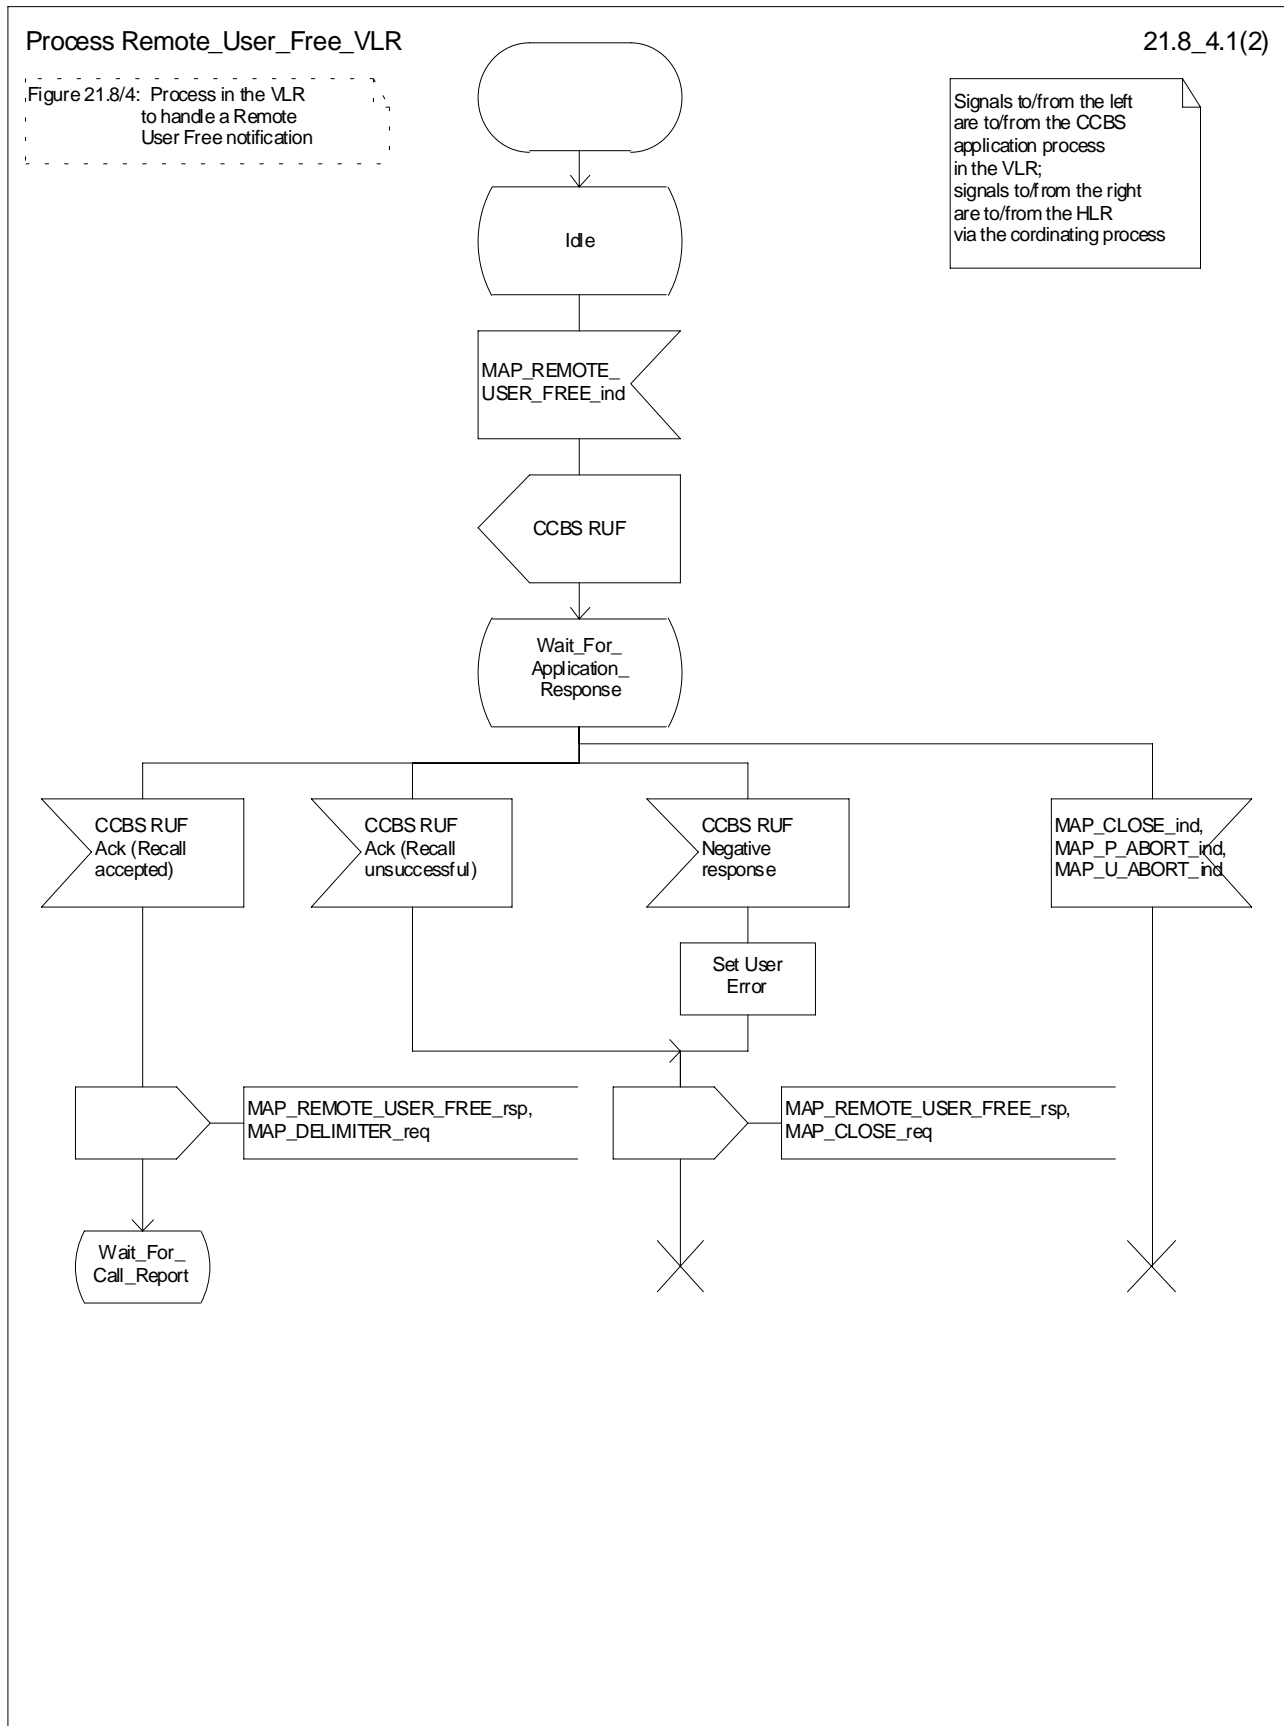 Process Remote_User_Free_VLR
21.8_4.1(2)
Figure 21.8/4: Process in the VLR
to handle a Remote
User Free notification
Signals to/from the left
are to/from the CCBS
application process
in the VLR;
signals to/from the right
are to/from the HLR
via the cordinating process
Idle
MAP_REMOTE_
USER_FREE_ind
CCBS RUF
Wait_For_
Application_
Response
CCBS RUF
Ack (Recall
accepted)
CCBS RUF
Ack (Recall
unsuccessful)
CCBS RUF
Negative
response
MAP_CLOSE_ind,
MAP_P_ABORT_ind,
MAP_U_ABORT_ind
Set User
Error
MAP_REMOTE_USER_FREE_rsp,
MAP_DELIMITER_req
MAP_REMOTE_USER_FREE_rsp,
MAP_CLOSE_req
Wait_For_
Call_Report